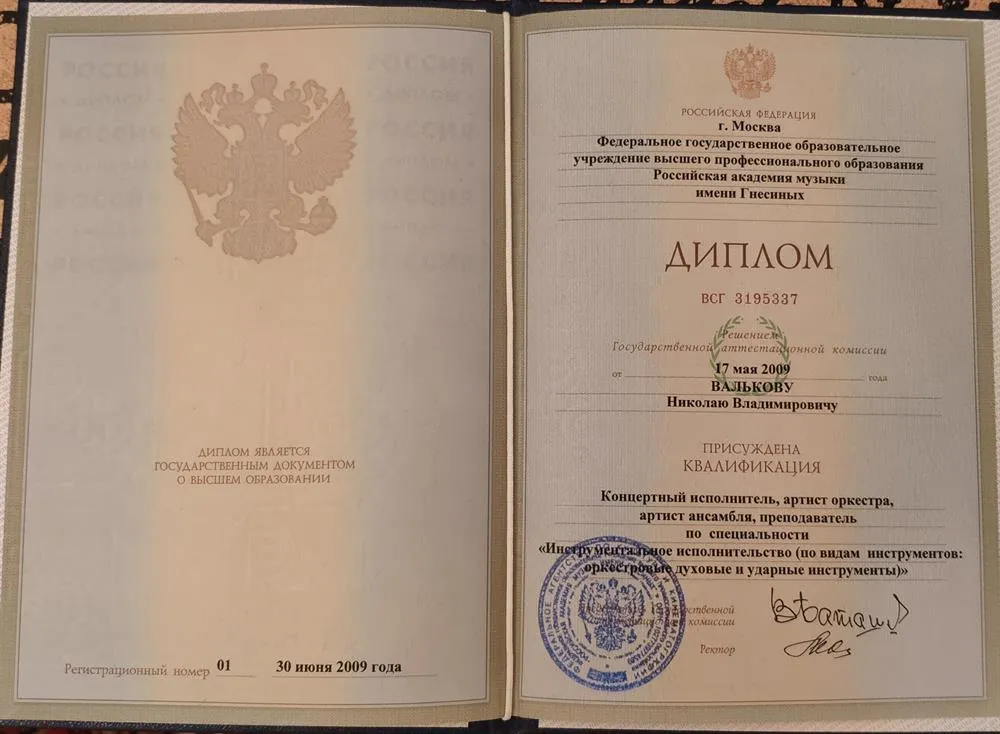 ДИПЛОМ ЯВЛЯЕТСЯ
ГОСУДАРСТВЕННЫМ ДОКУМЕНТОМ
О ВЫСШЕМ ОБРАЗОВАНИИ
Регистрационный номер 01 30 июня 2009 года
РОССИЙСКАЯ ФЕДЕРАЦИЯ
г. Москва
Федеральное государственное образовательное
учреждение высшего профессионального образования
Российская академия музыки
имени Гнесиных
ДИПЛОМ
ВСГ 3195337
Решением
Государственной аттестационной комиссии
от 17 мая 2009 года
ВАЛЬКОВУ
Николаю Владимировичу
ПРИСУЖДЕНА
КВАЛИФИКАЦИЯ
Концертный исполнитель, артист оркестра,
артист ансамбля, преподаватель
по специальности
«Инструментальное исполнительство (по видам инструментов:
оркестровые духовые и ударные инструменты)»
Государственной
комиссии
Ректор